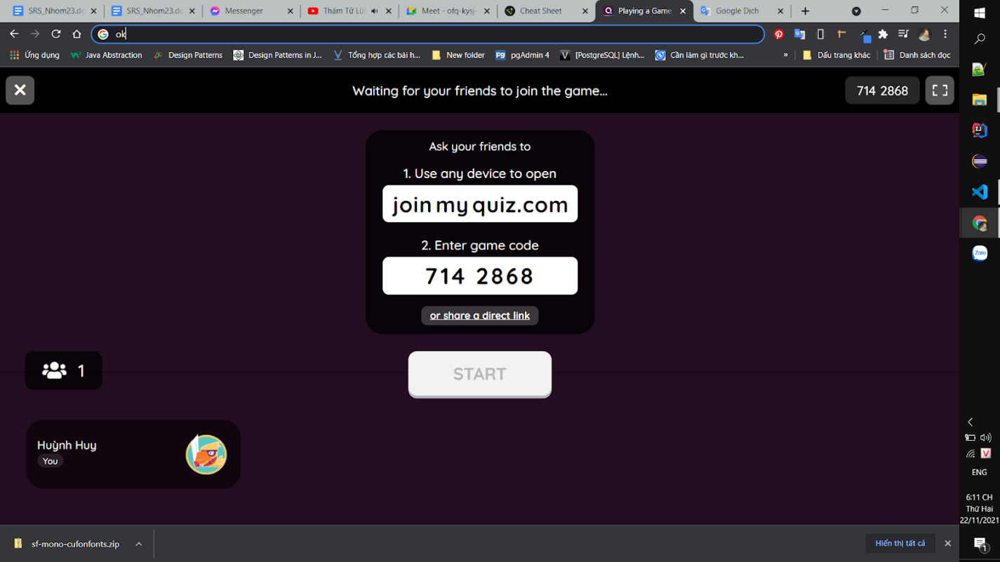 SRS_Nhom23.do
SRS_Nhom23.do
Messenger
Thám Tử Lừ
Meet - ofq-kysj-
Cheat Sheet
Playing a Game
Google Dịch
ok
Ứng dụng
Java Abstraction
Design Patterns
Design Patterns in J...
Tổng hợp các bài h...
New folder
pgAdmin 4
[PostgreSQL] Lệnh...
Cần làm gì trước kh...
»
Dấu trang khác
Danh sách đọc
Waiting for your friends to join the game...
714 2868
Ask your friends to
1. Use any device to open
joinmyquiz.com
2. Enter game code
714 2868
or share a direct link
1
START
Huỳnh Huy
You
sf-mono-cufonfonts.zip
Hiển thị tất cả
Zalo
ENG
6:11 CH
Thứ Hai
22/11/2021
1